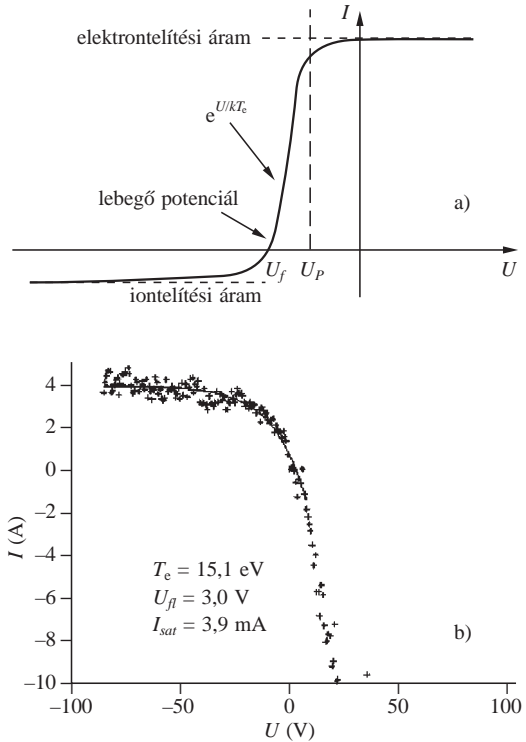 I
elektrontelítési áram
e^{U/kT_e}
lebegő potenciál
a)
U_f U_P U
iontelítési áram
4
2
0
−2
−4
−6
−8
−10
I (A)
T_e = 15,1 eV
U_fl = 3,0 V
I_sat = 3,9 mA
b)
−100 −50 0 50 100
U (V)